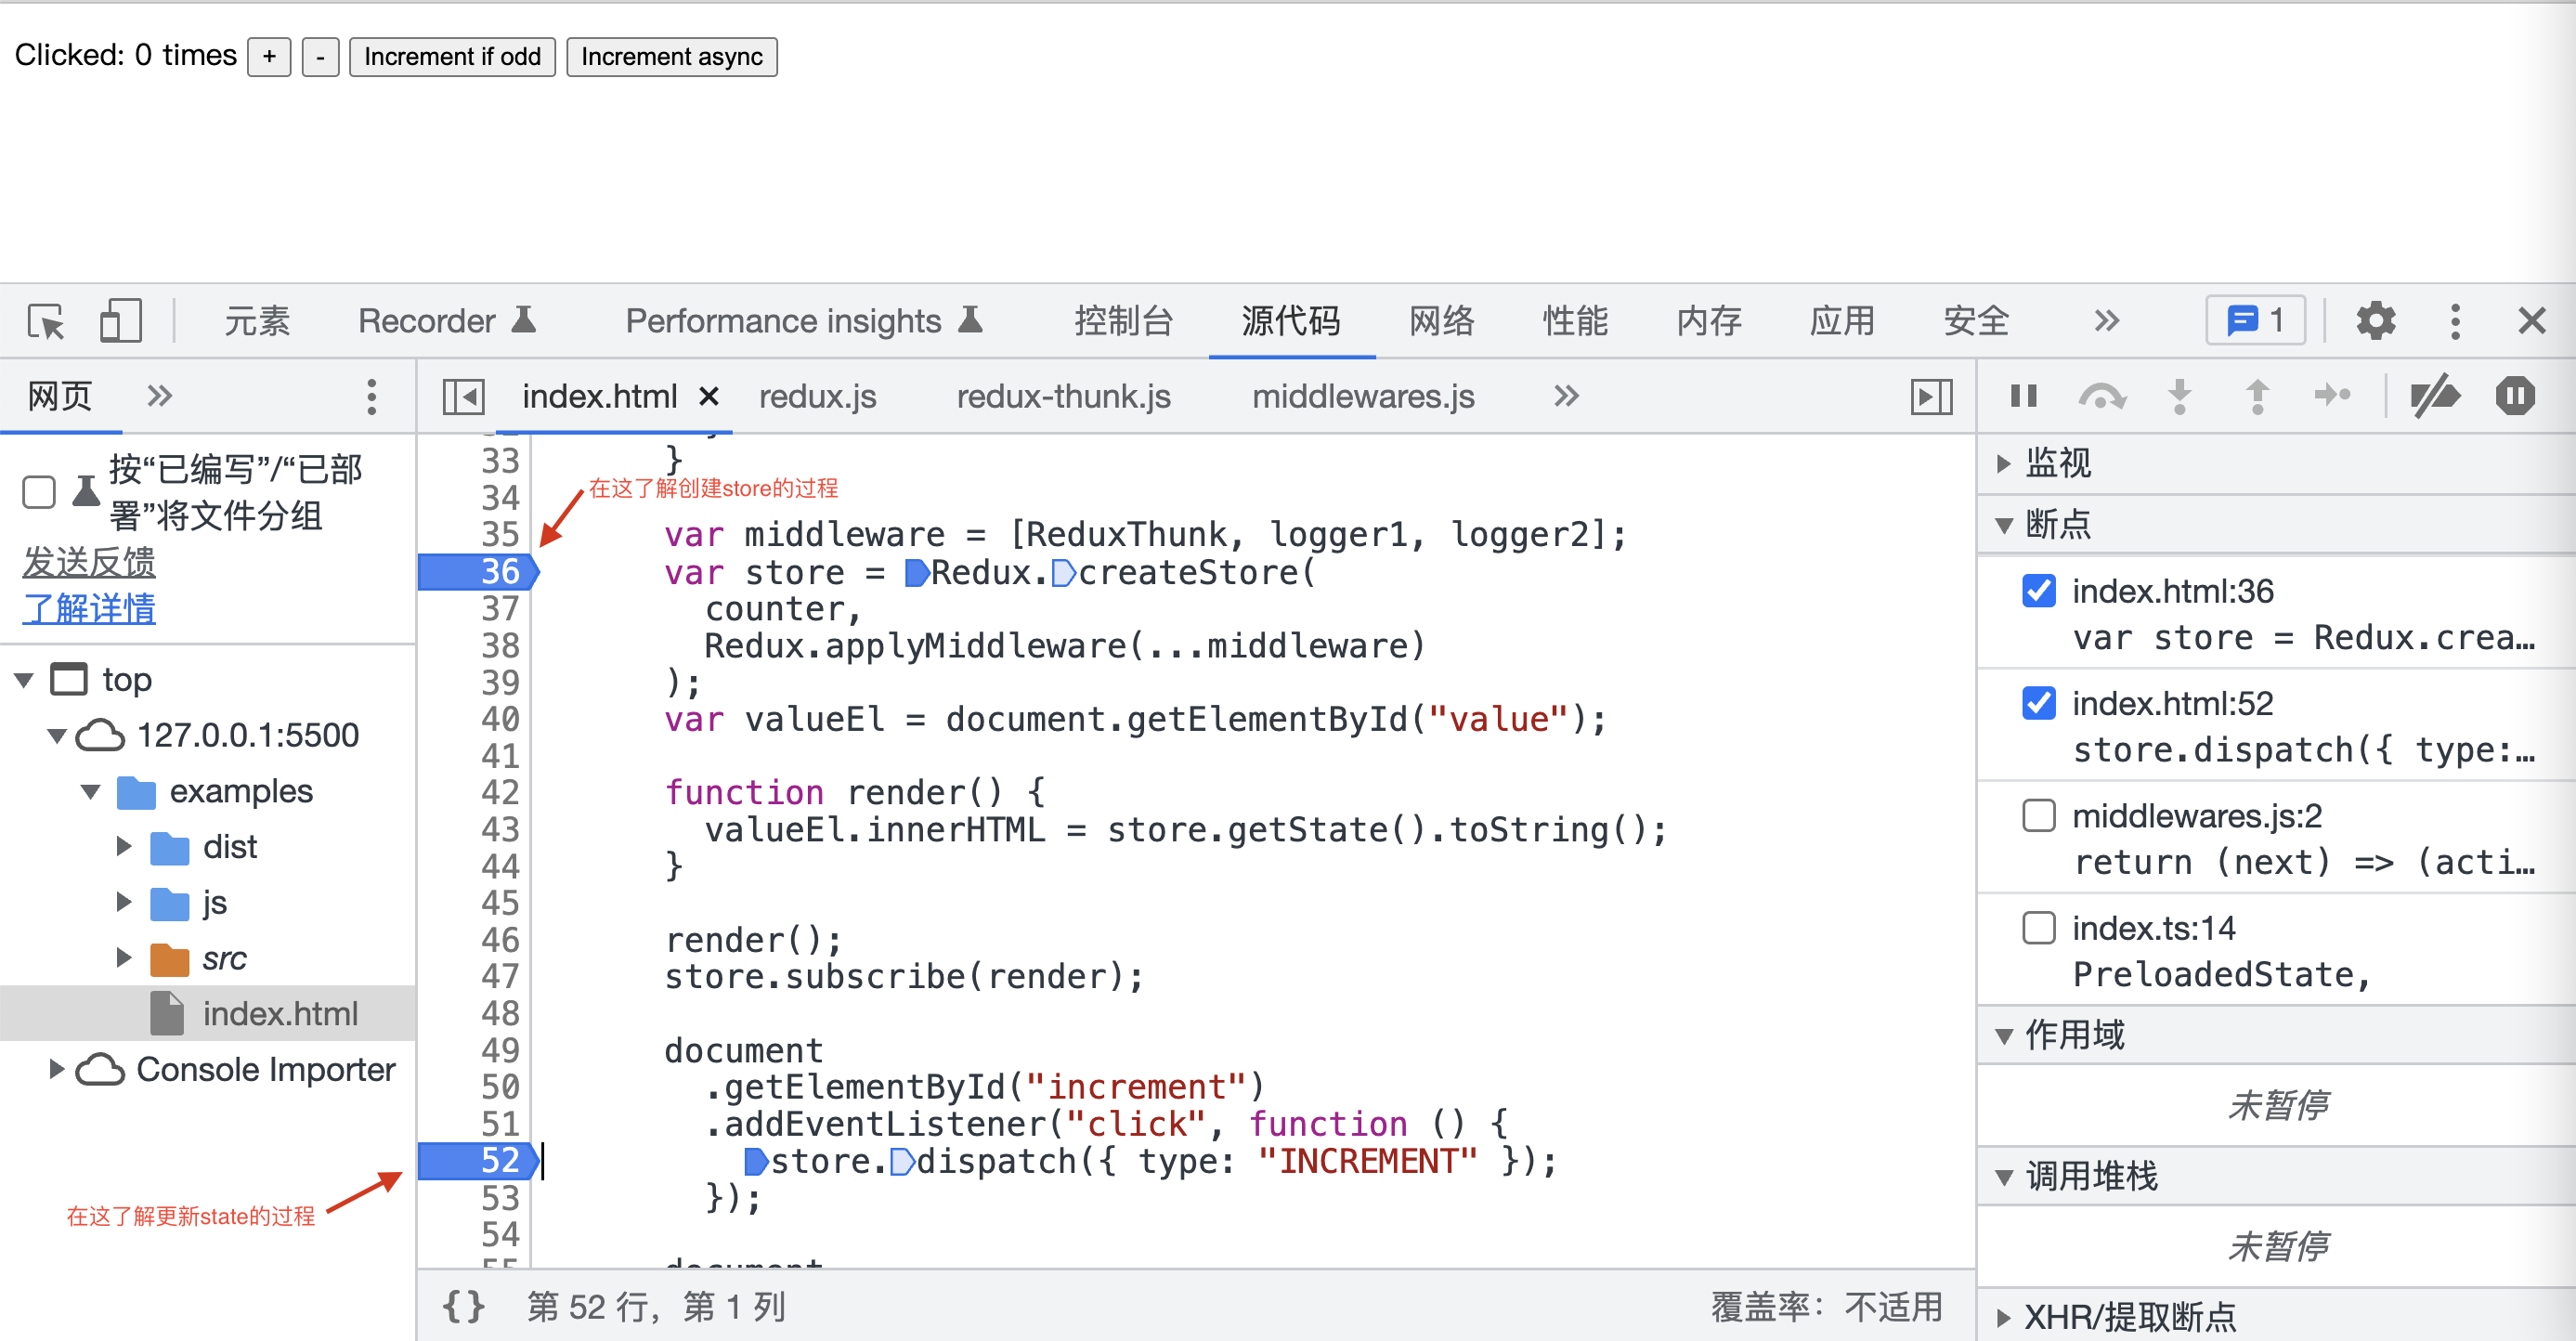 Clicked: 0 times + - Increment if odd Increment async
元素 Recorder Performance insights 控制台 源代码 网络 性能 内存 应用 安全 » 1
网页 »
按“已编写”/“已部
署”将文件分组
发送反馈
了解详情
top
127.0.0.1:5500
examples
dist
js
src
index.html
Console Importer
在这了解更新state的过程
index.html × redux.js redux-thunk.js middlewares.js »
33 }
在这了解创建store的过程
34
35 var middleware = [ReduxThunk, logger1, logger2];
36 var store = Redux.createStore(
37 counter,
38 Redux.applyMiddleware(...middleware)
39 );
40 var valueEl = document.getElementById("value");
41
42 function render() {
43 valueEl.innerHTML = store.getState().toString();
44 }
45
46 render();
47 store.subscribe(render);
48
49 document
50 .getElementById("increment")
51 .addEventListener("click", function () {
52 store.dispatch({ type: "INCREMENT" });
53 });
54
{} 第 52 行，第 1 列 覆盖率：不适用
监视
断点
index.html:36
var store = Redux.crea…
index.html:52
store.dispatch({ type:…
middlewares.js:2
return (next) => (acti…
index.ts:14
PreloadedState,
作用域
未暂停
调用堆栈
未暂停
XHR/提取断点